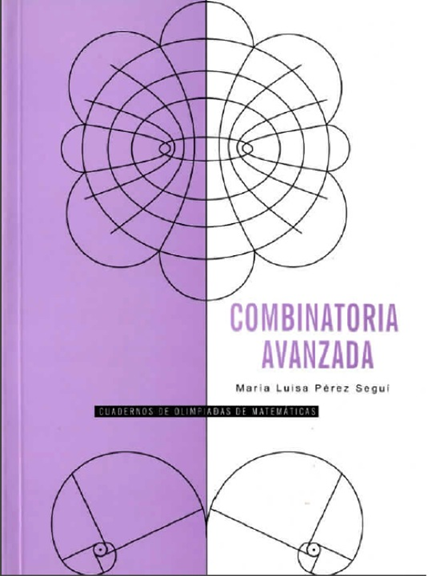 COMBINATORIA
AVANZADA
María Luisa Pérez Seguí
CUADERNOS DE OLIMPIADAS DE MATEMÁTICAS